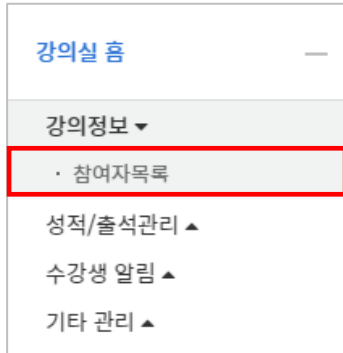 강의실 홈 —
강의정보 ▾
· 참여자목록
성적/출석관리 ▴
수강생 알림 ▴
기타 관리 ▴